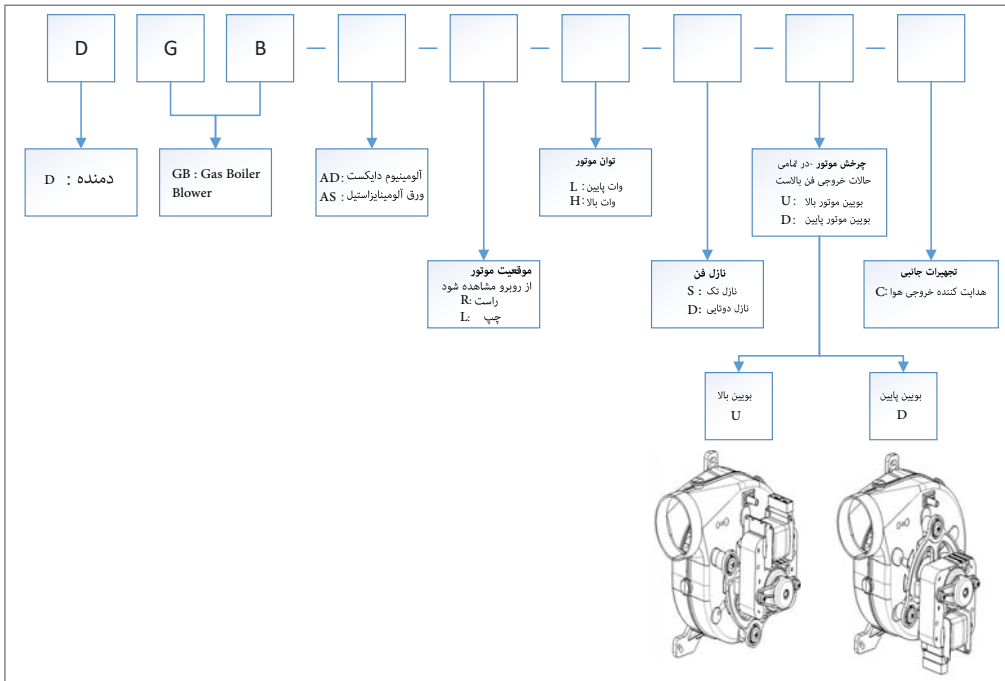 D G B
D : دمنده
GB : Gas Boiler
Blower
AD: آلومینیوم دایکست
AS: ورق آلومینایزاستیل
موقعیت موتور
از روبرو مشاهده شود
R: راست
L: چپ
توان موتور
L : وات پایین
H: وات بالا
نازل فن
S : نازل تک
D: نازل دوتایی
چرخش موتور -در تمامی
حالات خروجی فن بالاست
U: بوبین موتور بالا
D: بوبین موتور پایین
تجهیزات جانبی
C: هدایت کننده خروجی هوا
بوبین بالا
U
بوبین پایین
D